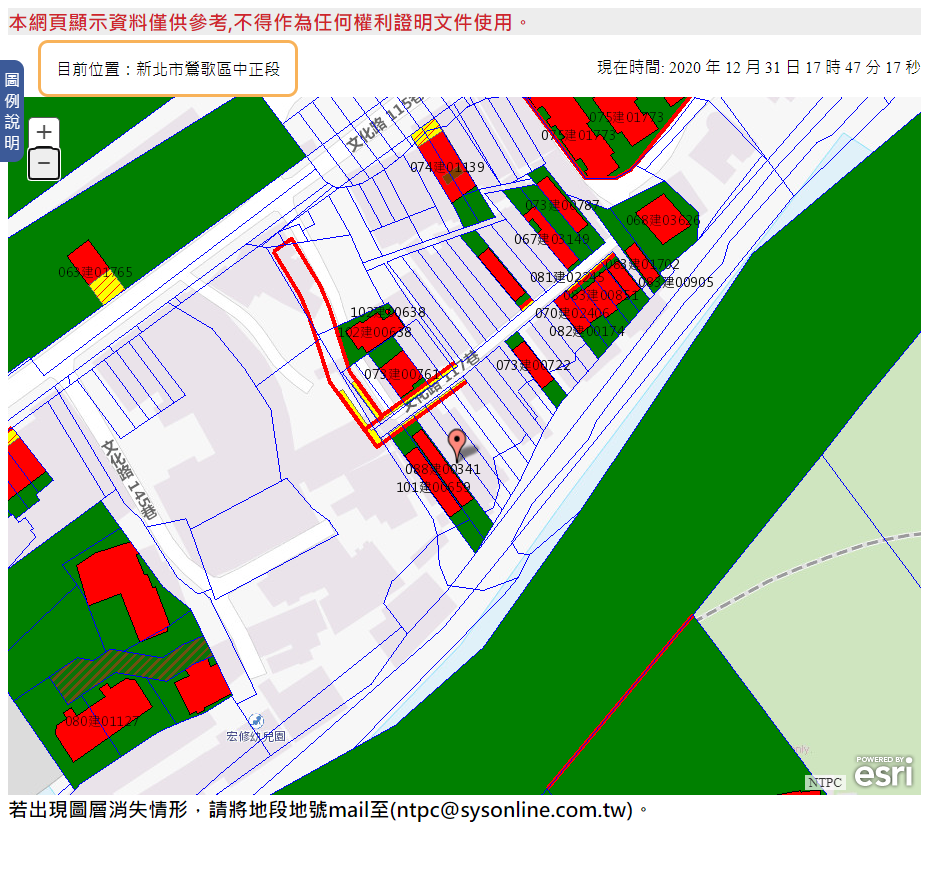 本網頁顯示資料僅供參考,不得作為任何權利證明文件使用。
目前位置：新北市鶯歌區中正段
現在時間: 2020 年 12 月 31 日 17 時 47 分 17 秒
圖例說明
+
−
文化路 115巷
075建01773
075建01773
074建01139
073建00787
068建03626
067建03149
063建01765
063建01702
063建00905
063建00851
102建00638
102建00638
070建02406
082建00174
073建00722
073建00761
文化路 117巷
文化路 145巷
068建00341
101建00659
080建01127
宏修幼兒園
POWERED BY
esri
NTPC
若出現圖層消失情形，請將地段地號mail至(ntpc@sysonline.com.tw)。